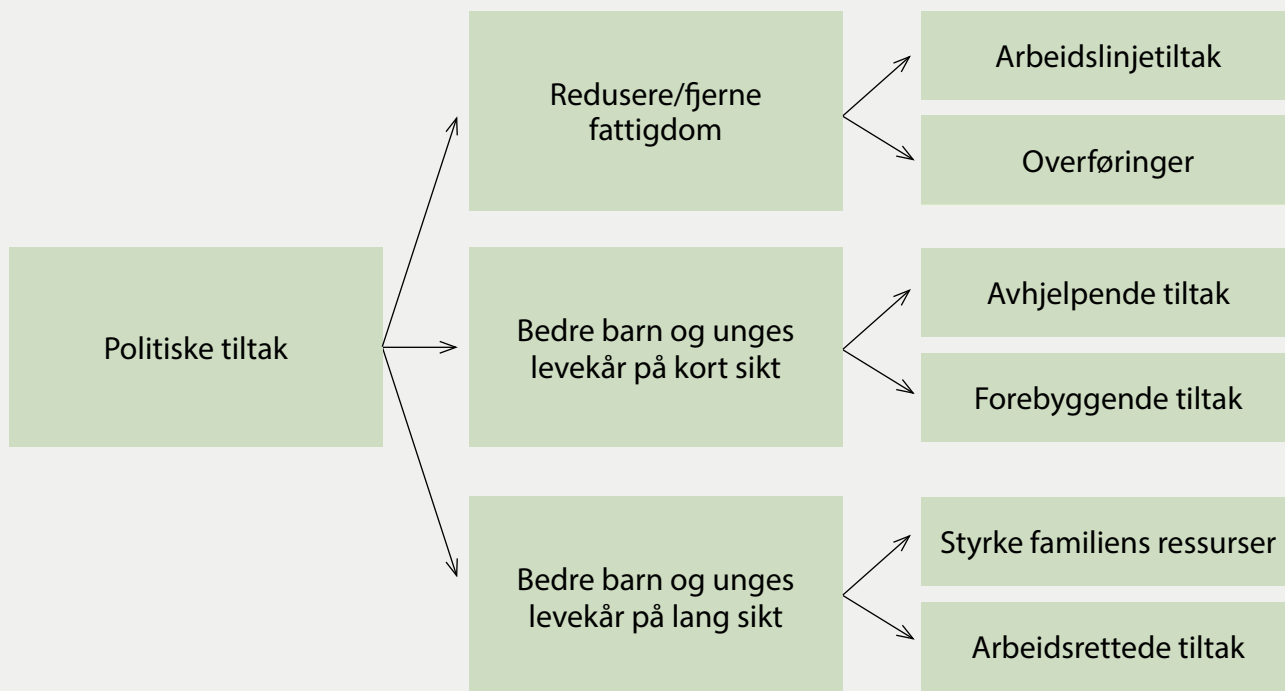 Politiske tiltak
Redusere/fjerne
fattigdom
Arbeidslinjetiltak
Overføringer
Bedre barn og unges
levekår på kort sikt
Avhjelpende tiltak
Forebyggende tiltak
Bedre barn og unges
levekår på lang sikt
Styrke familiens ressurser
Arbeidsrettede tiltak